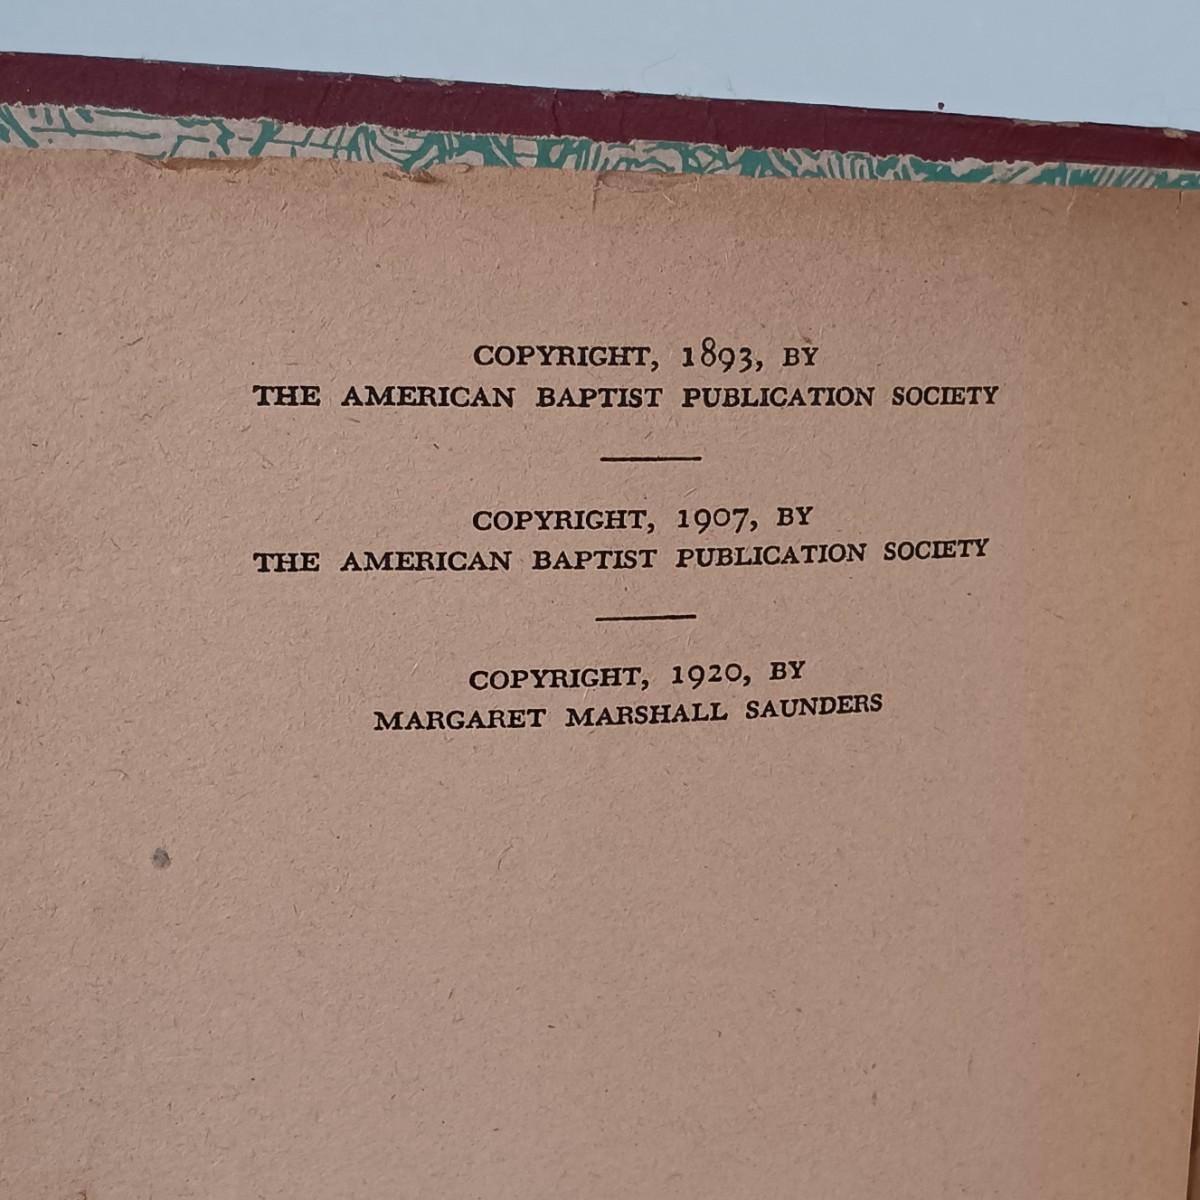 COPYRIGHT, 1893, BY
THE AMERICAN BAPTIST PUBLICATION SOCIETY
COPYRIGHT, 1907, BY
THE AMERICAN BAPTIST PUBLICATION SOCIETY
COPYRIGHT, 1920, BY
MARGARET MARSHALL SAUNDERS